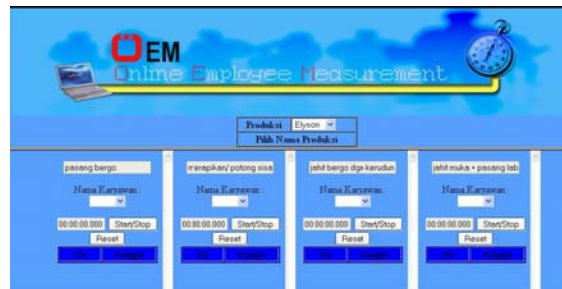 ÖEM
Online Employee Measurement
Produksi Elyson
Pilih Nama Produksi
pasang bergo
merapikan/ potong sisa
jahit bergo dgn kerudun
jahit muka + pasang lab
Nama Karyawan :
Nama Karyawan :
Nama Karyawan :
Nama Karyawan :
00:00:00.000 Start/Stop
00:00:00.000 Start/Stop
00:00:00.000 Start/Stop
00:00:00.000 Start/Stop
Reset
Reset
Reset
Reset